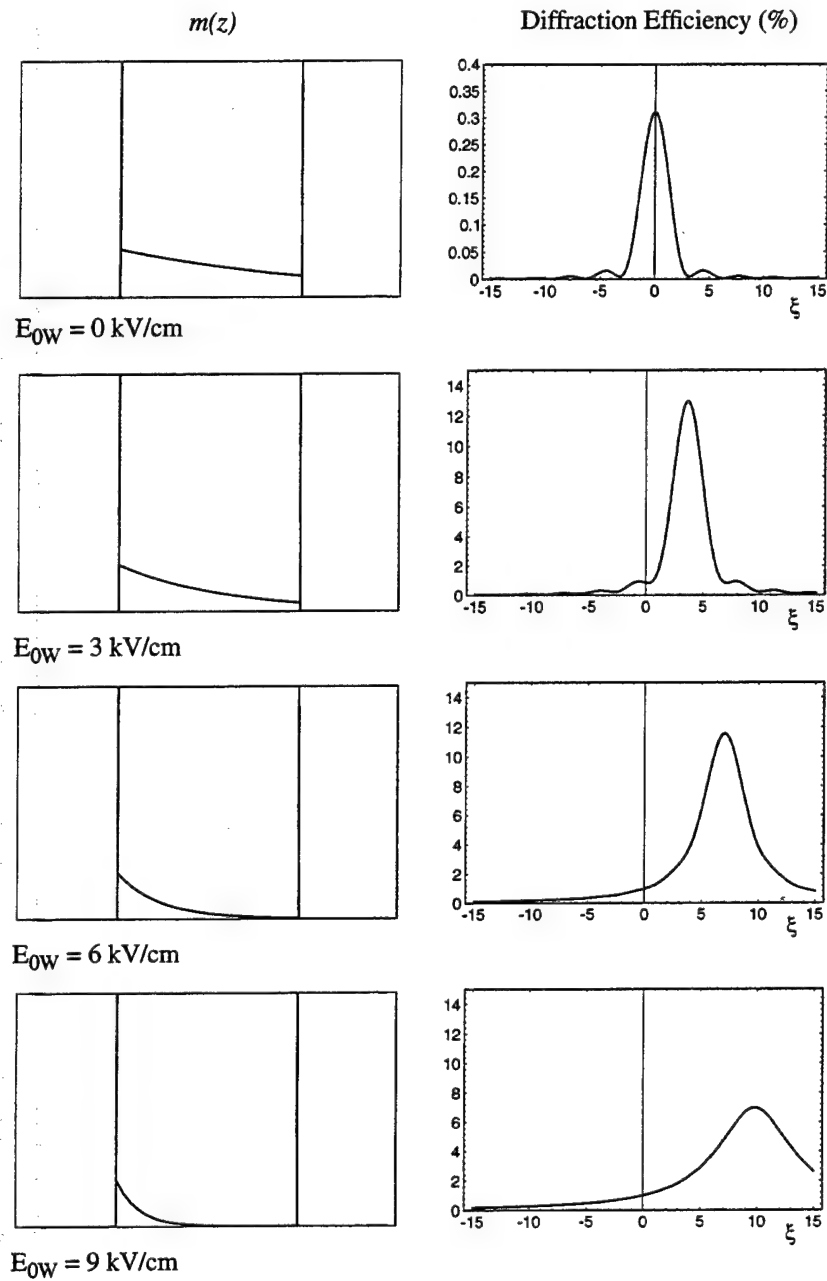 m(z)
Diffraction Efficiency (%)
0.4
0.35
0.3
0.25
0.2
0.15
0.1
0.05
0
-15 -10 -5 0 5 10 15
ξ
E0W = 0 kV/cm
14
12
10
8
6
4
2
0
-15 -10 -5 0 5 10 15
ξ
E0W = 3 kV/cm
14
12
10
8
6
4
2
0
-15 -10 -5 0 5 10 15
ξ
E0W = 6 kV/cm
14
12
10
8
6
4
2
0
-15 -10 -5 0 5 10 15
ξ
E0W = 9 kV/cm